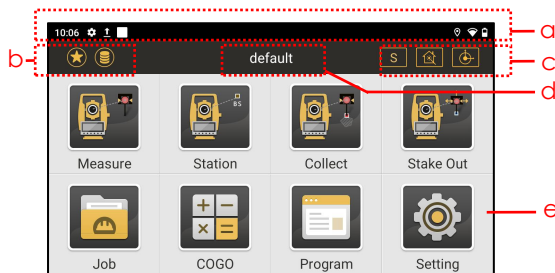 10:06
a
b
default
S
c
d
BS
Measure Station Collect Stake Out
e
Job COGO Program Setting